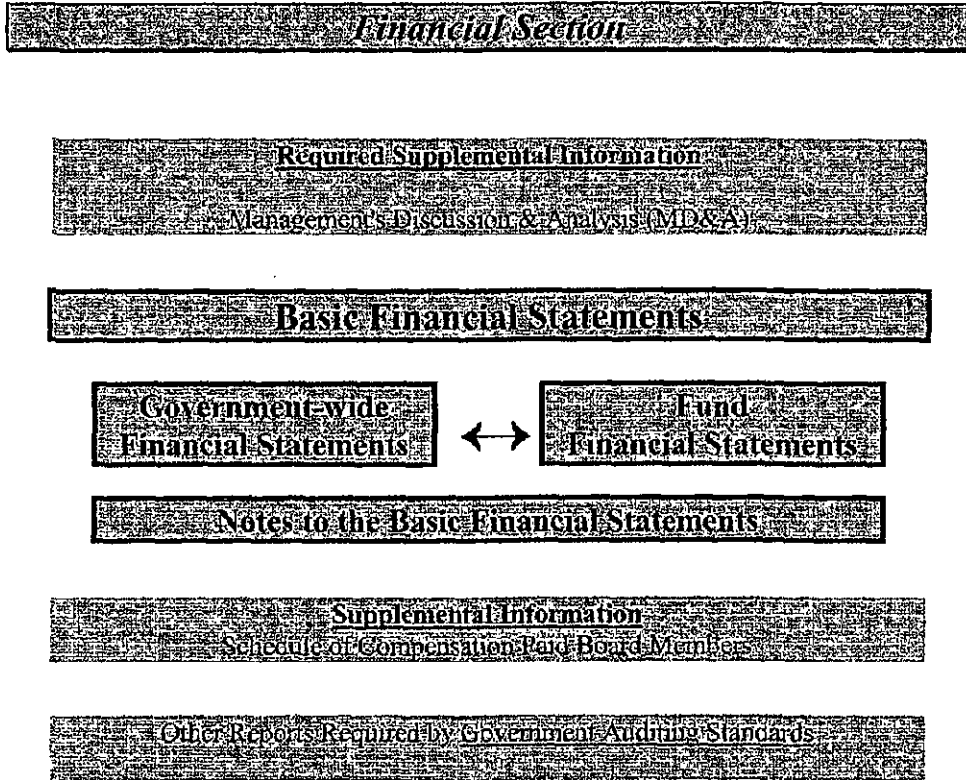 Financial Section
Required Supplemental Information
Management's Discussion & Analysis (MD&A)
Basic Financial Statements
Government-wide
Financial Statements
Fund
Financial Statements
Notes to the Basic Financial Statements
Supplemental Information
Schedule of Compensation Paid Board Members
Other Reports Required by Government Auditing Standards